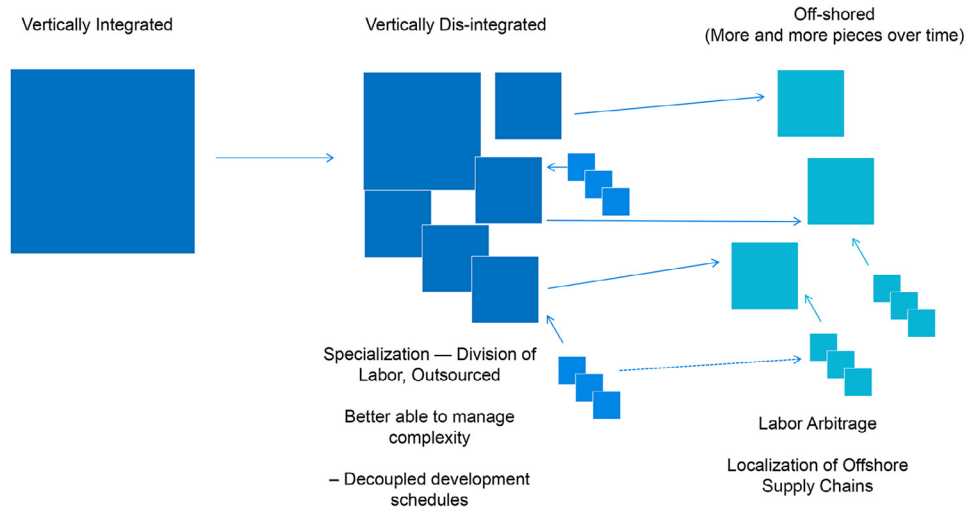 Vertically Integrated
Vertically Dis-integrated
Off-shored
(More and more pieces over time)
Specialization — Division of
Labor, Outsourced
Better able to manage
complexity
– Decoupled development
schedules
Labor Arbitrage
Localization of Offshore
Supply Chains